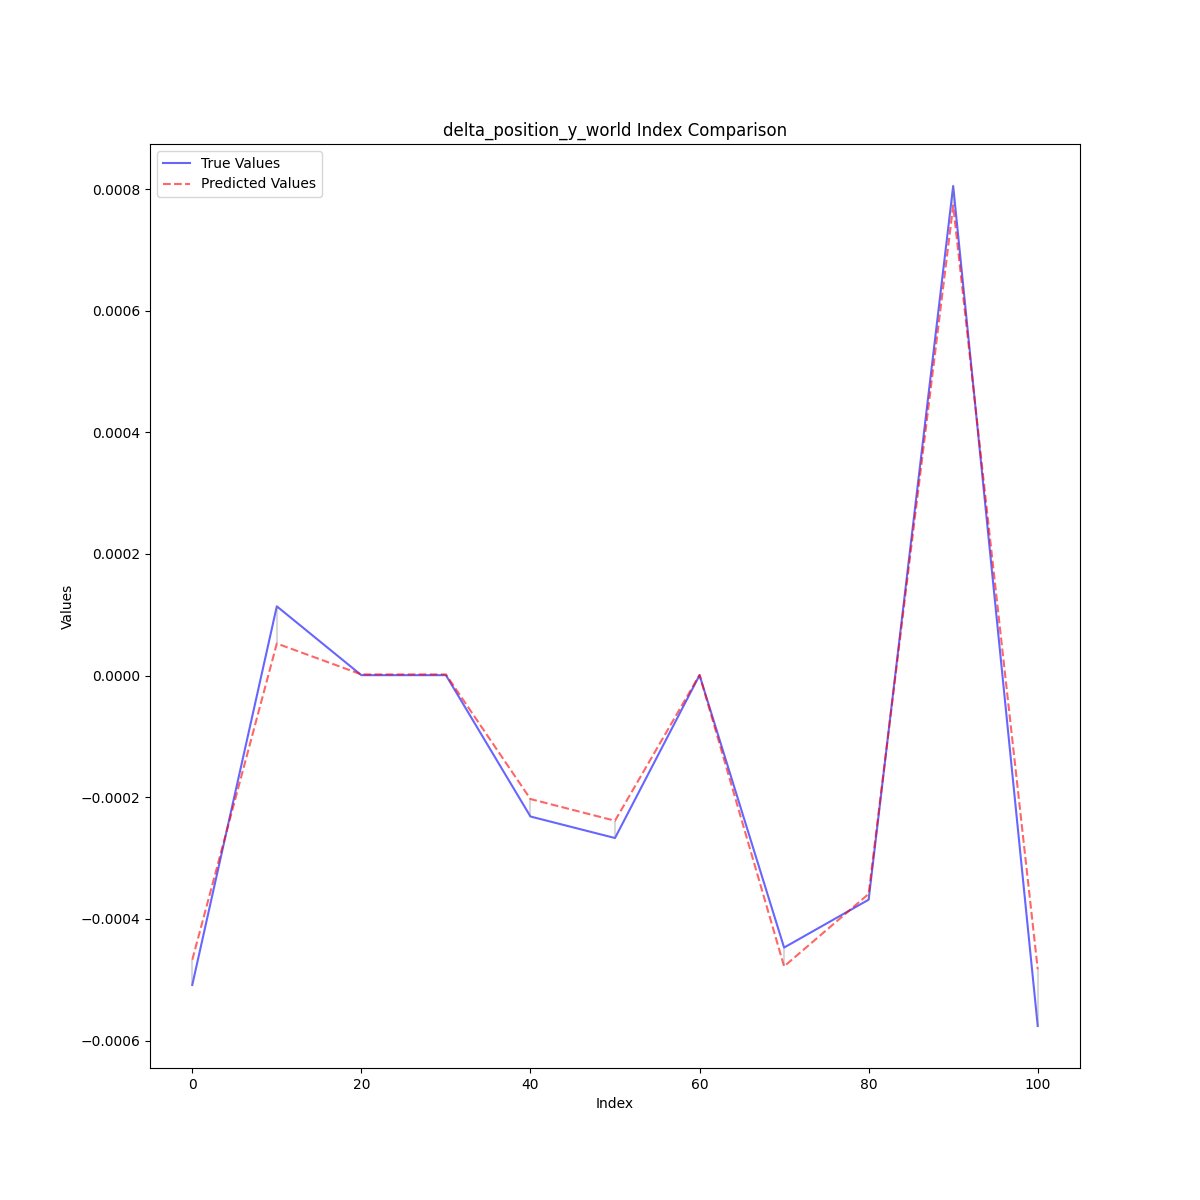 delta_position_y_world Index Comparison
True Values
Predicted Values
0.0008
0.0006
0.0004
0.0002
0.0000
−0.0002
−0.0004
−0.0006
Values
0 20 40 60 80 100
Index